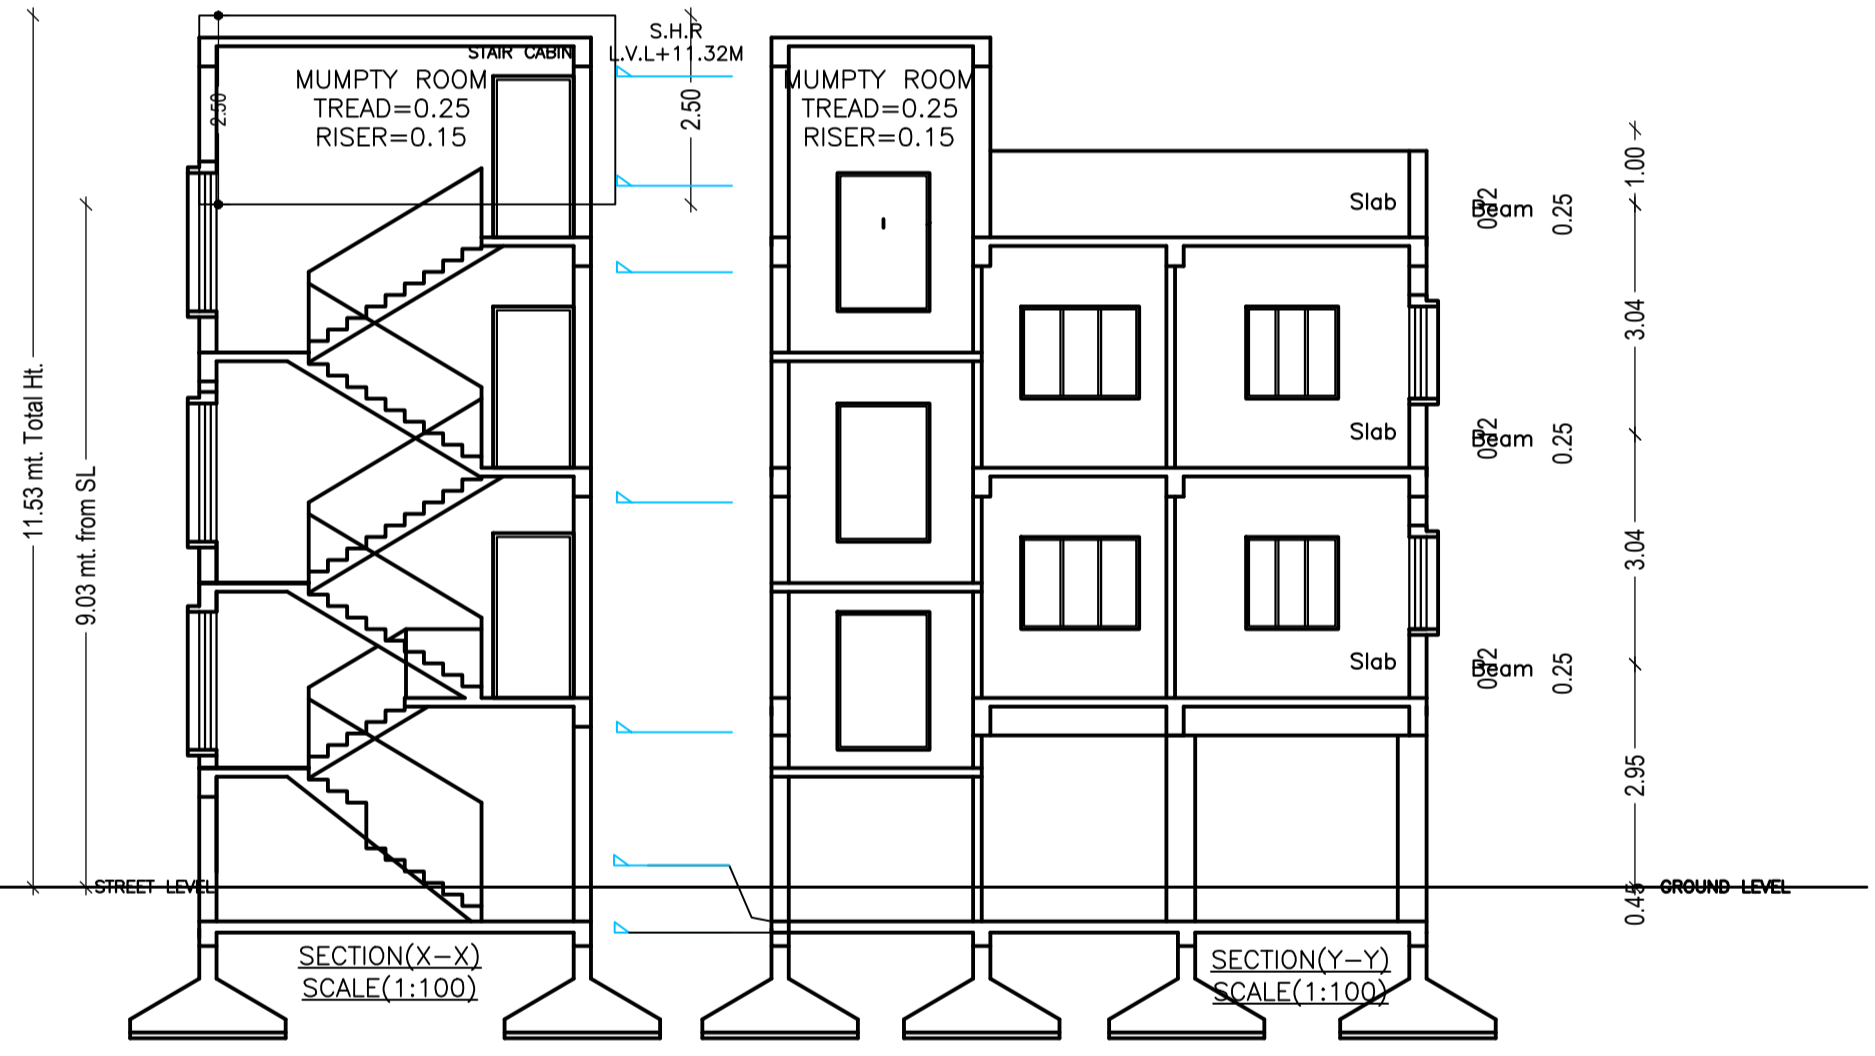 S.H.R
STAIR CABIN
L.V.L+11.32M
MUMPTY ROOM
TREAD=0.25
RISER=0.15
MUMPTY ROOM
TREAD=0.25
RISER=0.15
2.50
2.50
11.53 mt. Total Ht.
9.03 mt. from SL
1.00
Slab
Beam
0.25
3.04
Slab
Beam
0.25
3.04
Slab
Beam
0.25
2.95
STREET LEVEL
0.45
GROUND LEVEL
SECTION(X-X)
SCALE(1:100)
SECTION(Y-Y)
SCALE(1:100)